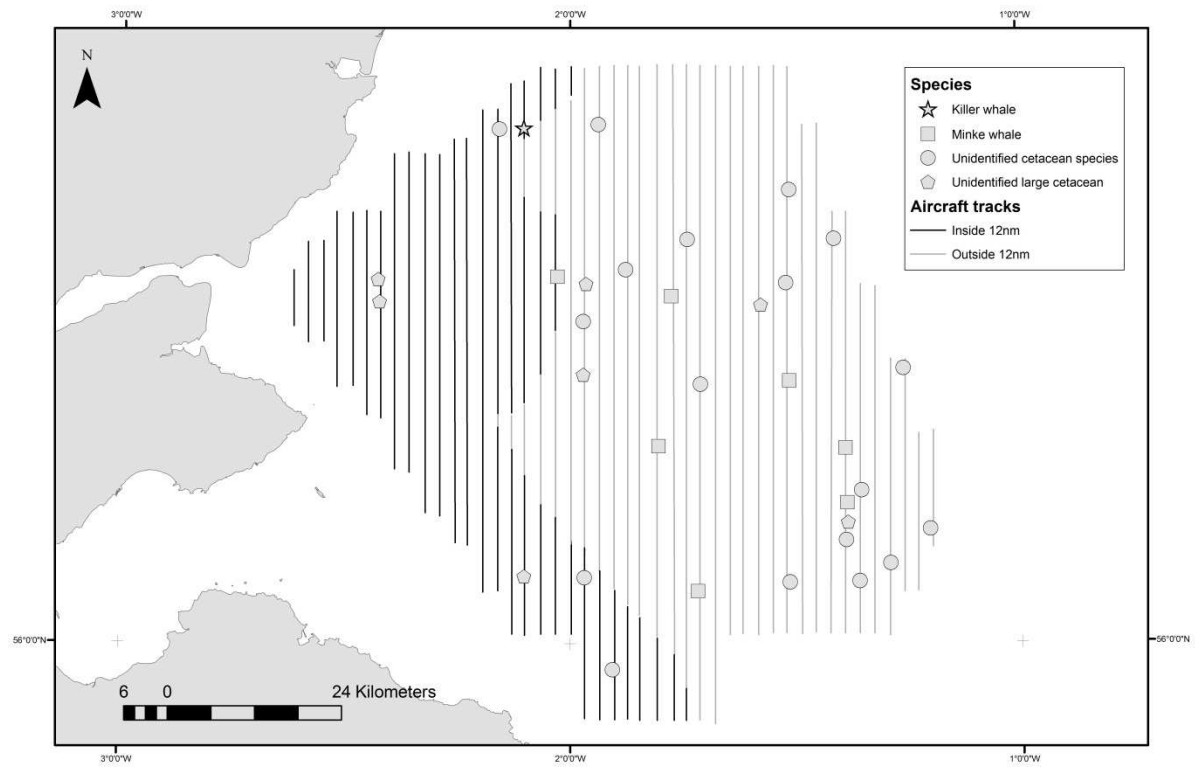 3°0'0"W 2°0'0"W 1°0'0"W
N
Species
Killer whale
Minke whale
Unidentified cetacean species
Unidentified large cetacean
Aircraft tracks
Inside 12nm
Outside 12nm
56°0'0"N 56°0'0"N
6 0 24 Kilometers
3°0'0"W 2°0'0"W 1°0'0"W